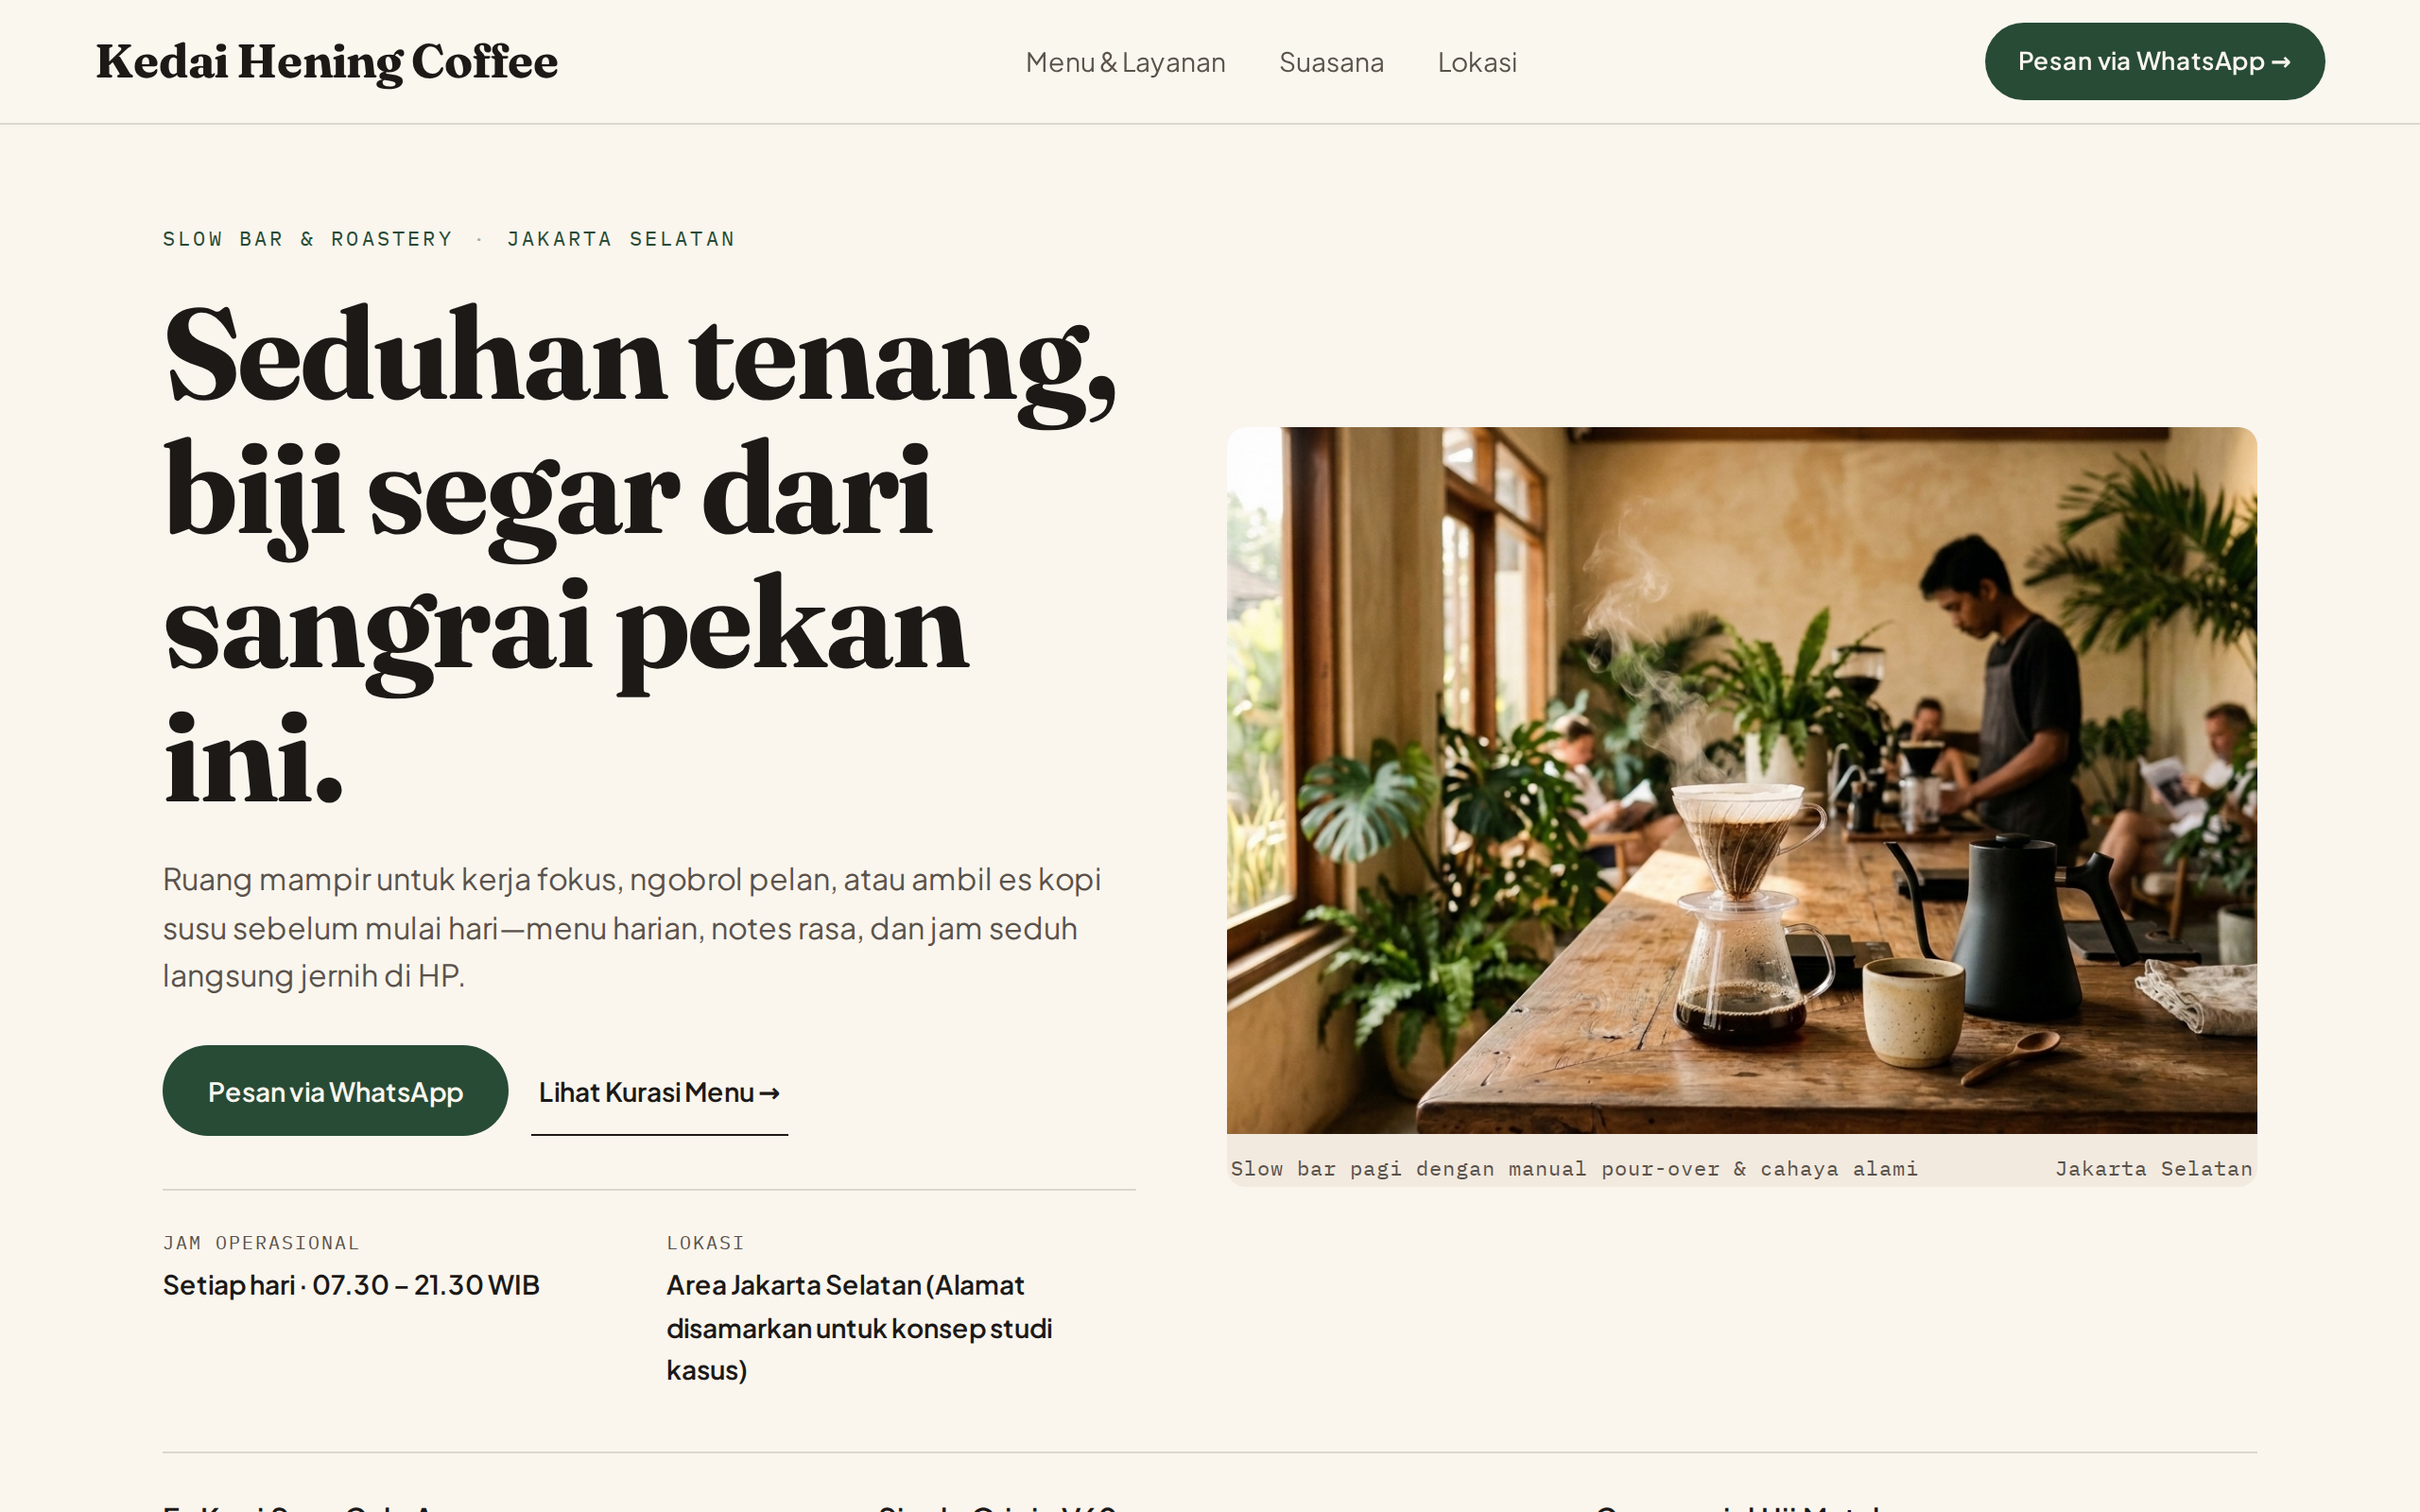 Kedai Hening Coffee
Menu & Layanan
Suasana
Lokasi
Pesan via WhatsApp →
SLOW BAR & ROASTERY · JAKARTA SELATAN
Seduhan tenang,
biji segar dari
sangrai pekan
ini.
Ruang mampir untuk kerja fokus, ngobrol pelan, atau ambil es kopi
susu sebelum mulai hari—menu harian, notes rasa, dan jam seduh
langsung jernih di HP.
Pesan via WhatsApp
Lihat Kurasi Menu →
Slow bar pagi dengan manual pour-over & cahaya alami
Jakarta Selatan
JAM OPERASIONAL
Setiap hari · 07.30 – 21.30 WIB
LOKASI
Area Jakarta Selatan (Alamat
disamarkan untuk konsep studi
kasus)